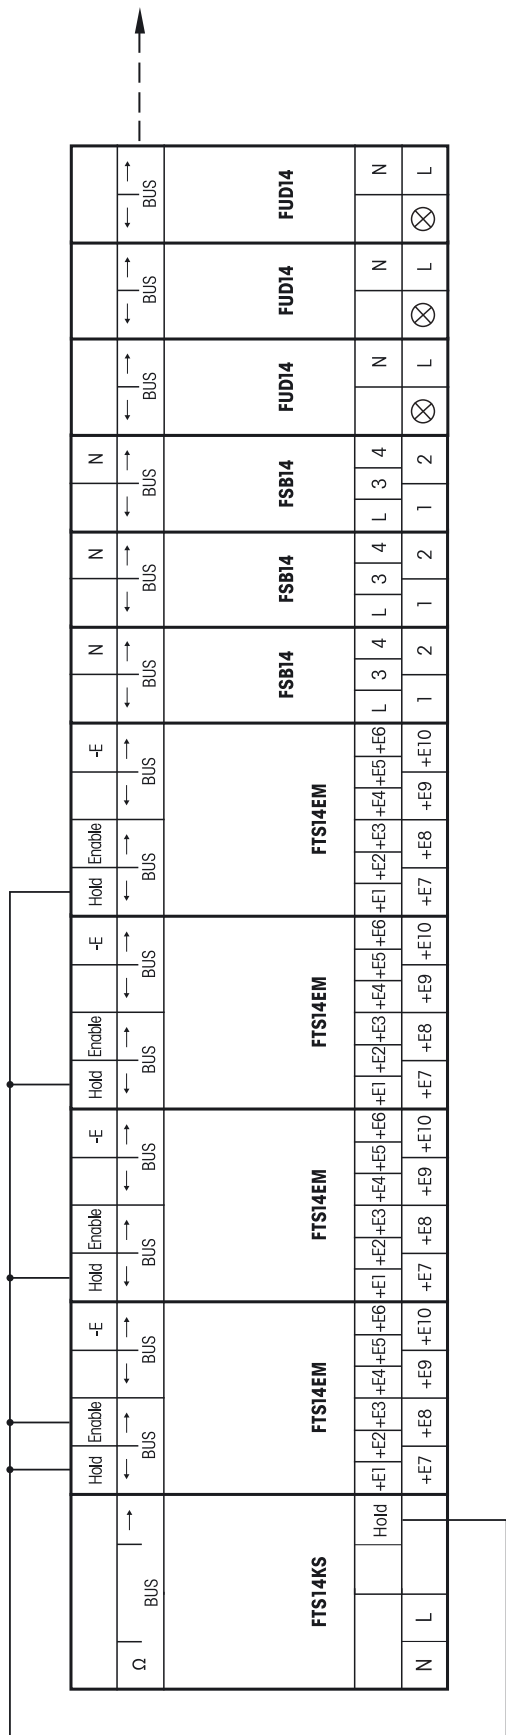 Hold Enable -E Hold Enable -E Hold Enable -E Hold Enable -E N N N
Ω
BUS BUS BUS BUS BUS BUS BUS BUS BUS BUS BUS BUS BUS BUS BUS
FTS14KS FTS14EM FTS14EM FTS14EM FTS14EM FSB14 FSB14 FSB14 FUD14 FUD14 FUD14
Hold +E1 +E2 +E3 +E4 +E5 +E6 +E1 +E2 +E3 +E4 +E5 +E6 +E1 +E2 +E3 +E4 +E5 +E6 +E1 +E2 +E3 +E4 +E5 +E6 L 3 4 L 3 4 L 3 4 N N N
N L +E7 +E8 +E9 +E10 +E7 +E8 +E9 +E10 +E7 +E8 +E9 +E10 +E7 +E8 +E9 +E10 1 2 1 2 1 2 L L L